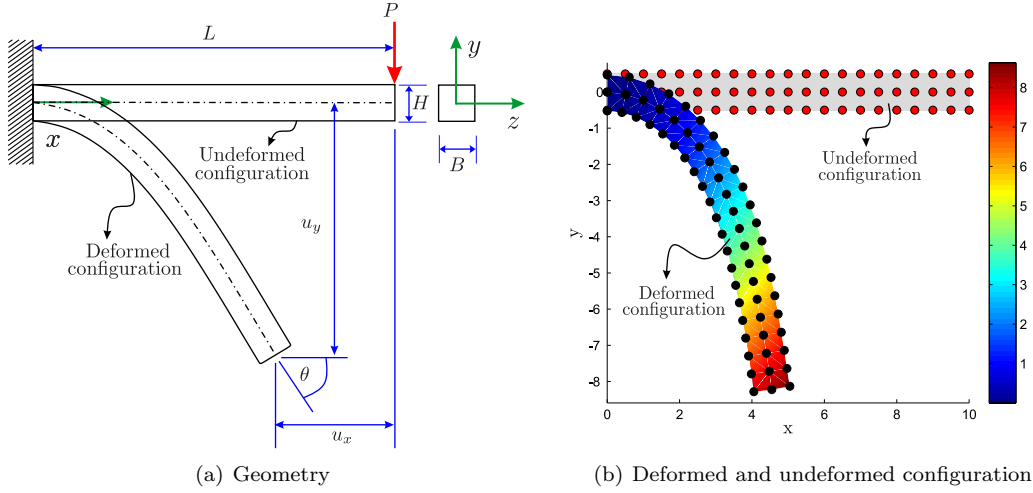 P
L
y
H
z
x
B
Undeformed
configuration
u_y
Deformed
configuration
θ
u_x
(a) Geometry
0
-1
-2
-3
-4
-5
-6
-7
-8
y
0 2 4 6 8 10
x
Undeformed
configuration
Deformed
configuration
8
7
6
5
4
3
2
1
(b) Deformed and undeformed configuration